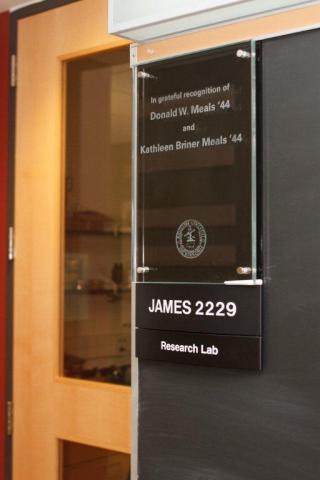 In grateful recognition of
Donald W. Meals '44
and
Kathleen Briner Meals '44
JAMES 2229
Research Lab